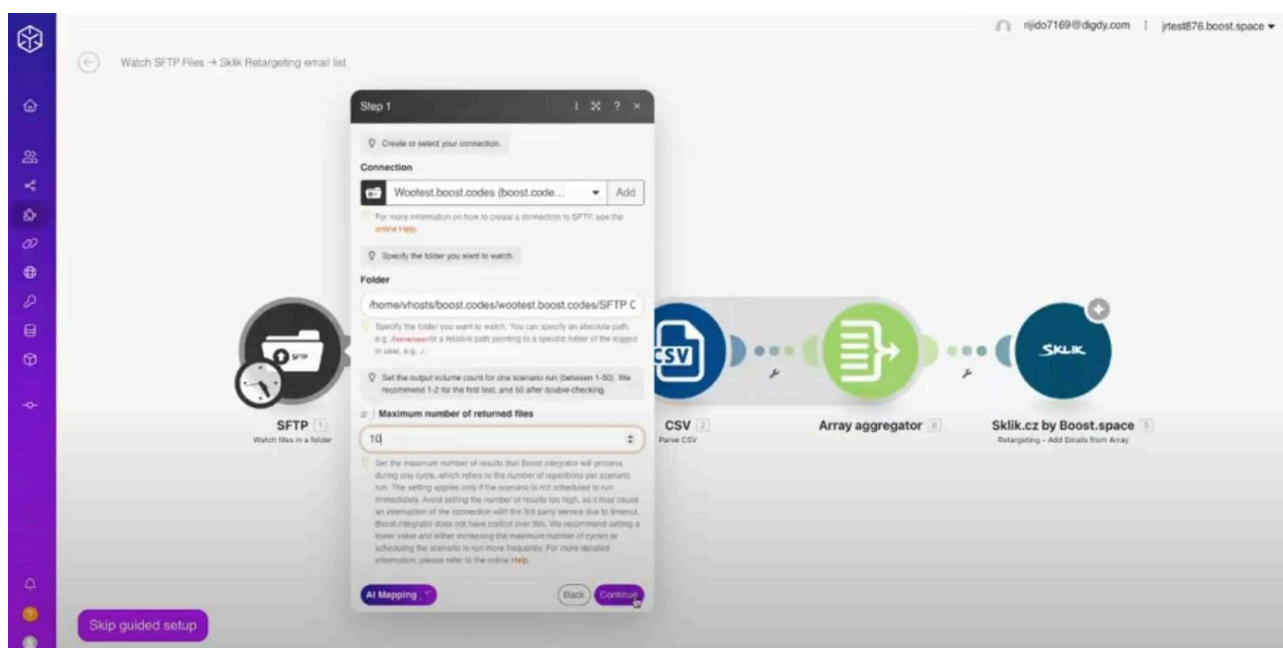 rijido7169@digdy.com
jrtest876.boost.space
Watch SFTP Files → Sklik Retargeting email list
Step 1
?
×
Create or select your connection.
Connection
Wootest.boost.codes (boost.code...
Add
For more information on how to create a connection to SFTP, see the
online Help.
Specify the folder you want to watch.
Folder
/home/vhosts/boost.codes/wootest.boost.codes/SFTP C
Specify the folder you want to watch. You can specify an absolute path,
e.g. /home/user/or a relative path pointing to a specific folder of the logged
in user, e.g. ./.
Set the output volume count for one scenario run (between 1-50). We
recommend 1-2 for the first test, and 50 after double-checking.
Maximum number of returned files
10
Set the maximum number of results that Boost.integrator will process
during one cycle, which refers to the number of repetitions per scenario
run. The setting applies only if the scenario is not scheduled to run
immediately. Avoid setting the number of results too high, as it may cause
an interruption of the connection with the 3rd party service due to timeout.
Boost.integrator does not have control over this. We recommend setting a
lower value and either increasing the maximum number of cycles or
scheduling the scenario to run more frequently. For more detailed
information, please refer to the online Help.
AI Mapping
Back
Continue
SFTP
SFTP 1
Watch files in a folder
CSV
CSV 2
Parse CSV
Array aggregator 8
SKLIK
Sklik.cz by Boost.space 5
Retargeting - Add Emails from Array
Skip guided setup